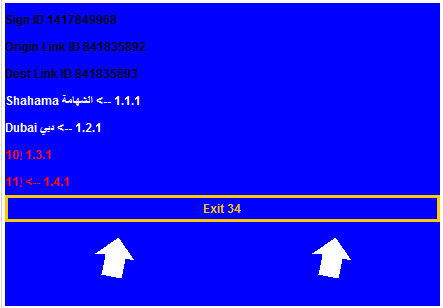 Sign ID 1417849968
Origin Link ID 841835892
Dest Link ID 841835893
Shahama الشهامة <-- 1.1.1
Dubai دبي <-- 1.2.1
10| 1.3.1
11| <-- 1.4.1
Exit 34